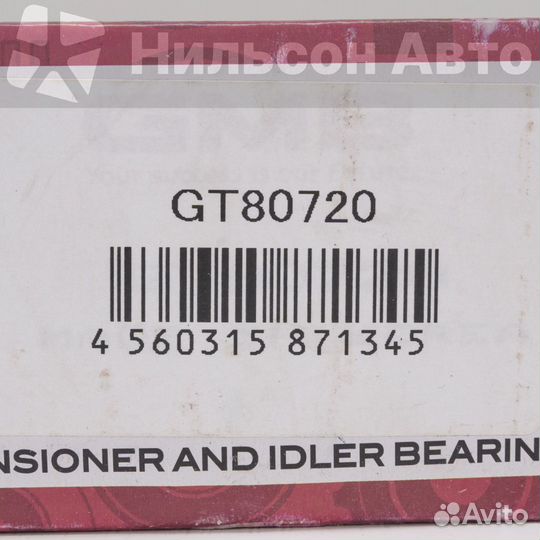 Нильсон Авто
GT80720
4 560315 871345
NSIONER AND IDLER BEARIN
Avito